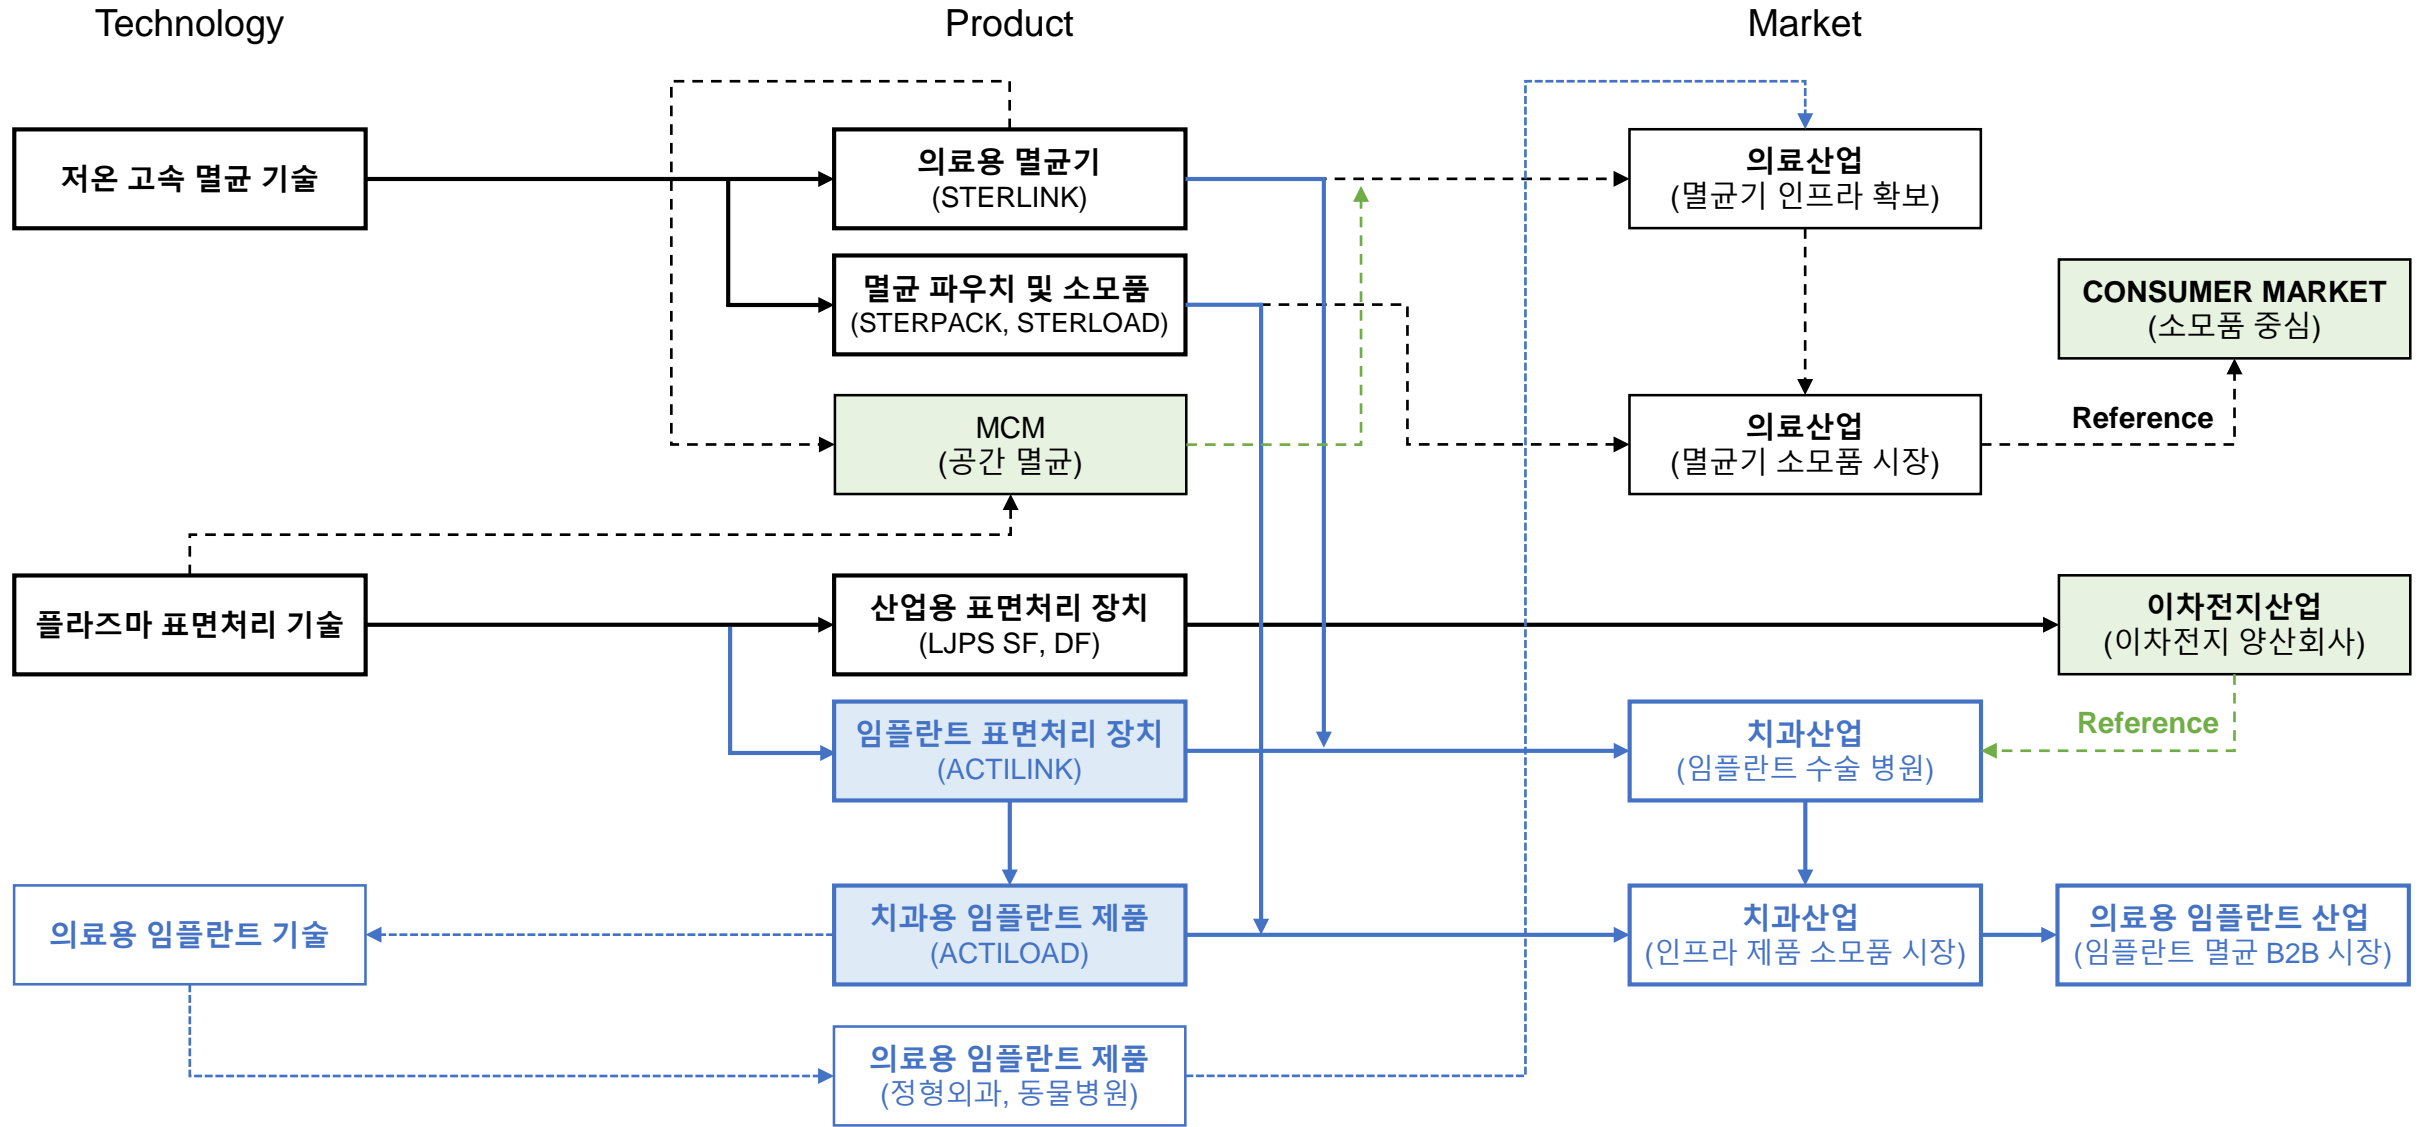 Technology
Product
Market
저온 고속 멸균 기술
의료용 멸균기
(STERLINK)
의료산업
(멸균기 인프라 확보)
멸균 파우치 및 소모품
(STERPACK, STERLOAD)
CONSUMER MARKET
(소모품 중심)
MCM
(공간 멸균)
의료산업
(멸균기 소모품 시장)
Reference
플라즈마 표면처리 기술
산업용 표면처리 장치
(LJPS SF, DF)
이차전지산업
(이차전지 양산회사)
임플란트 표면처리 장치
(ACTILINK)
치과산업
(임플란트 수술 병원)
Reference
의료용 임플란트 기술
치과용 임플란트 제품
(ACTILOAD)
치과산업
(인프라 제품 소모품 시장)
의료용 임플란트 산업
(임플란트 멸균 B2B 시장)
의료용 임플란트 제품
(정형외과, 동물병원)